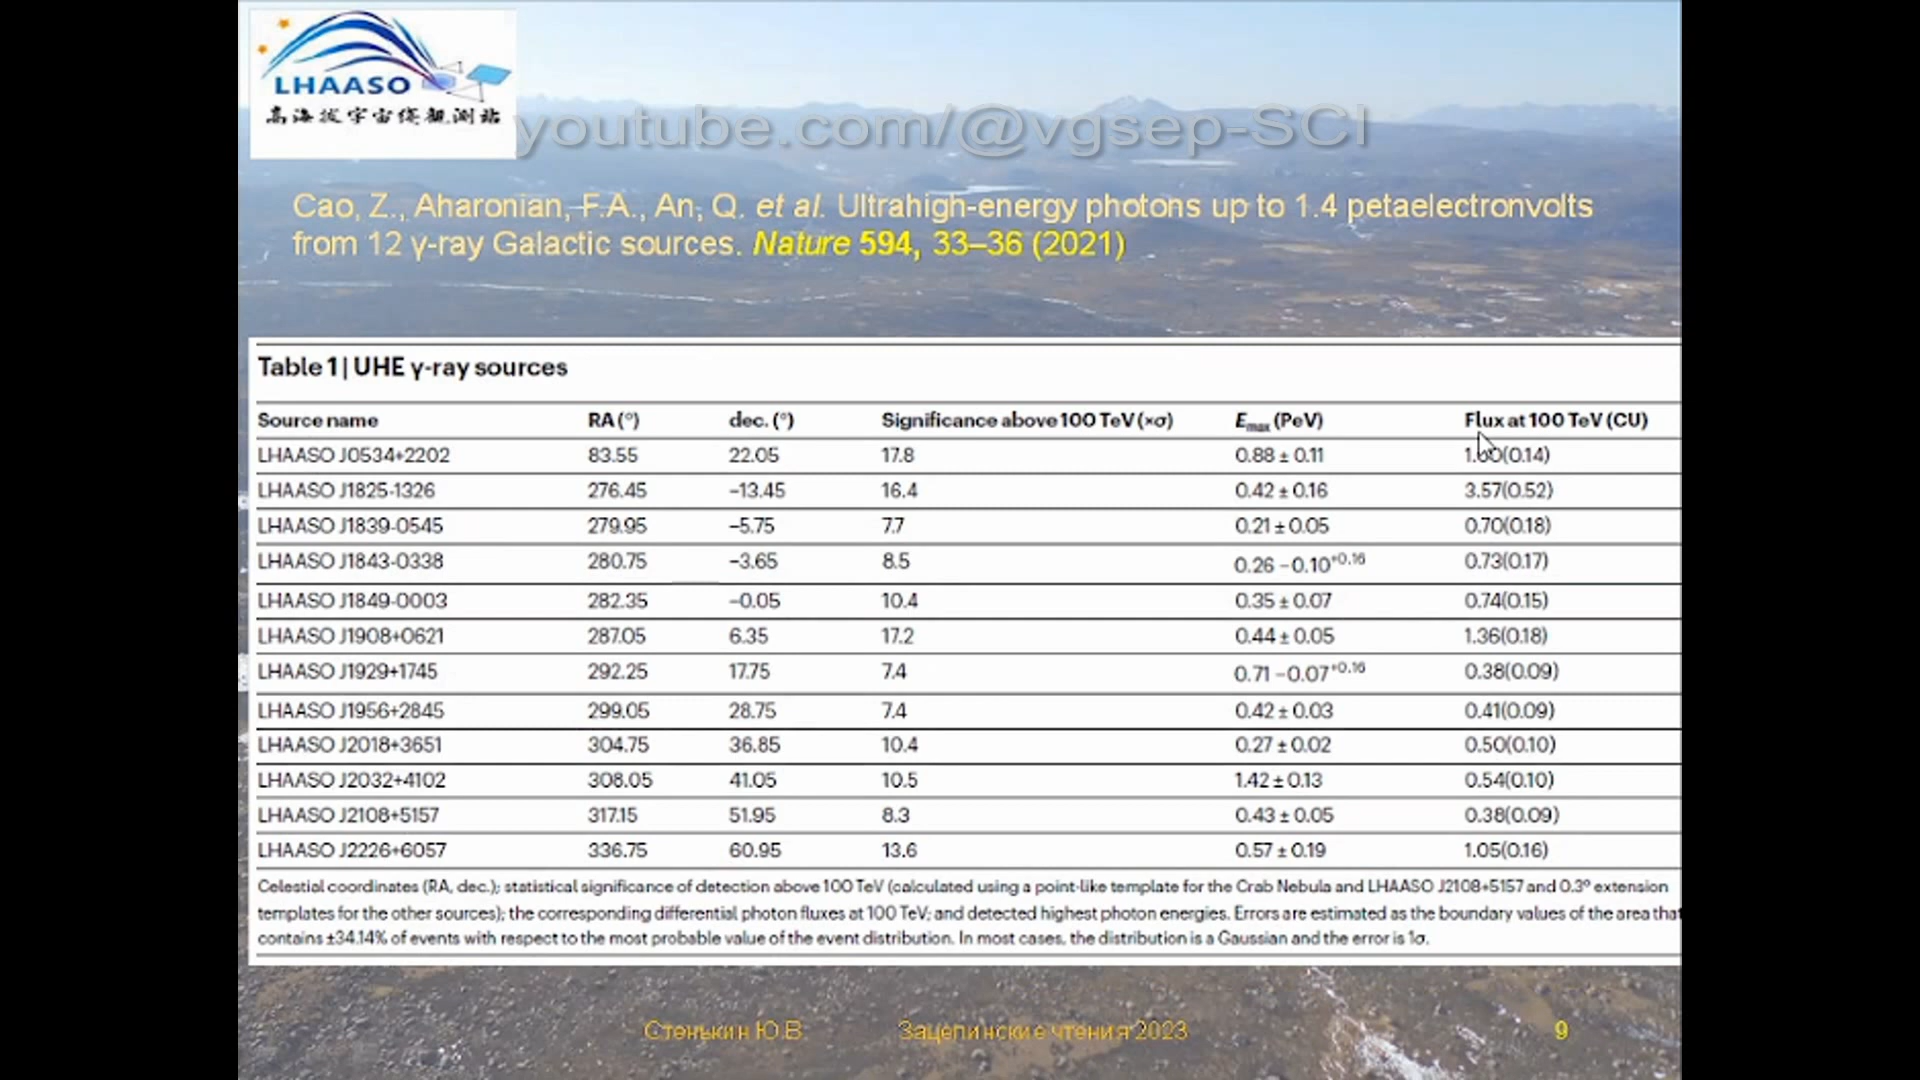 LHAASO
高海拔宇宙线观测站
youtube.com/@vgsep-SCI
Cao, Z., Aharonian, F.A., An, Q. et al. Ultrahigh-energy photons up to 1.4 petaelectronvolts
from 12 γ-ray Galactic sources. Nature 594, 33–36 (2021)
Table 1 | UHE γ-ray sources
Source name RA (°) dec. (°) Significance above 100 TeV (×σ) Emax (PeV) Flux at 100 TeV (CU)
LHAASO J0534+2202 83.55 22.05 17.8 0.88 ± 0.11 1.00(0.14)
LHAASO J1825-1326 276.45 −13.45 16.4 0.42 ± 0.16 3.57(0.52)
LHAASO J1839-0545 279.95 −5.75 7.7 0.21 ± 0.05 0.70(0.18)
LHAASO J1843-0338 280.75 −3.65 8.5 0.26 −0.10+0.16 0.73(0.17)
LHAASO J1849-0003 282.35 −0.05 10.4 0.35 ± 0.07 0.74(0.15)
LHAASO J1908+0621 287.05 6.35 17.2 0.44 ± 0.05 1.36(0.18)
LHAASO J1929+1745 292.25 17.75 7.4 0.71 −0.07+0.16 0.38(0.09)
LHAASO J1956+2845 299.05 28.75 7.4 0.42 ± 0.03 0.41(0.09)
LHAASO J2018+3651 304.75 36.85 10.4 0.27 ± 0.02 0.50(0.10)
LHAASO J2032+4102 308.05 41.05 10.5 1.42 ± 0.13 0.54(0.10)
LHAASO J2108+5157 317.15 51.95 8.3 0.43 ± 0.05 0.38(0.09)
LHAASO J2226+6057 336.75 60.95 13.6 0.57 ± 0.19 1.05(0.16)
Celestial coordinates (RA, dec.); statistical significance of detection above 100 TeV (calculated using a point-like template for the Crab Nebula and LHAASO J2108+5157 and 0.3° extension
templates for the other sources); the corresponding differential photon fluxes at 100 TeV; and detected highest photon energies. Errors are estimated as the boundary values of the area that
contains ±34.14% of events with respect to the most probable value of the event distribution. In most cases, the distribution is a Gaussian and the error is 1σ.
Стенькин Ю.В. Зацепинские чтения 2023 9